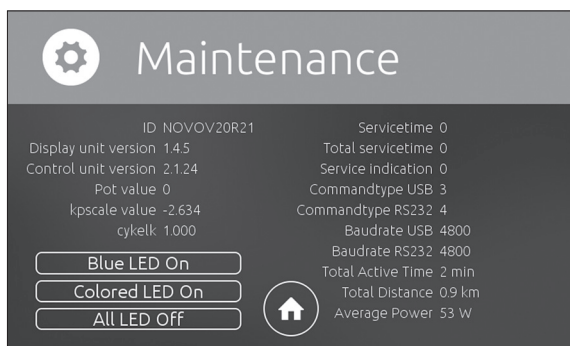 Maintenance
ID NOVOV20R21
Display unit version 1.4.5
Control unit version 2.1.24
Pot value 0
kpscale value -2.634
cykelk 1.000
Blue LED On
Colored LED On
All LED Off
Servicetime 0
Total servicetime 0
Service indication 0
Commandtype USB 3
Commandtype RS232 4
Baudrate USB 4800
Baudrate RS232 4800
Total Active Time 2 min
Total Distance 0.9 km
Average Power 53 W